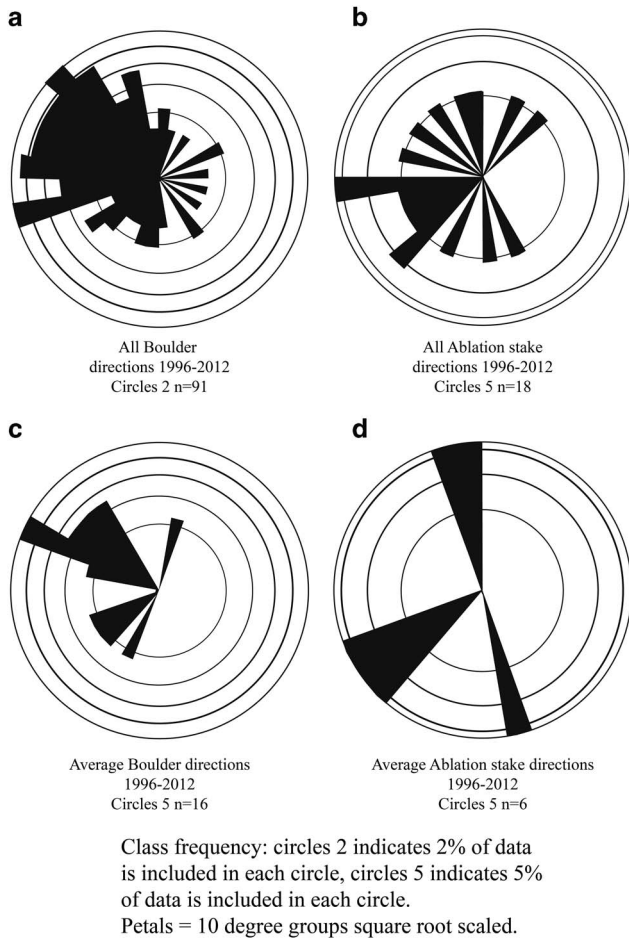 a
b
All Boulder
directions 1996-2012
Circles 2 n=91
All Ablation stake
directions 1996-2012
Circles 5 n=18
c
d
Average Boulder directions
1996-2012
Circles 5 n=16
Average Ablation stake directions
1996-2012
Circles 5 n=6
Class frequency: circles 2 indicates 2% of data
is included in each circle, circles 5 indicates 5%
of data is included in each circle.
Petals = 10 degree groups square root scaled.